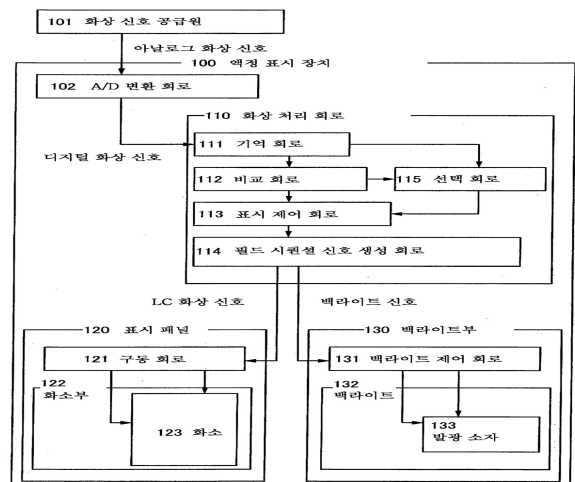 101 화상 신호 공급원
아날로그 화상 신호
100 액정 표시 장치
102 A/D 변환 회로
110 화상 처리 회로
디지털 화상 신호
111 기억 회로
112 비교 회로
115 선택 회로
113 표시 제어 회로
114 필드 시퀀셜 신호 생성 회로
LC 화상 신호
백라이트 신호
120 표시 패널
130 백라이트부
121 구동 회로
131 백라이트 제어 회로
122
화소부
132
백라이트
123 화소
133
발광 소자